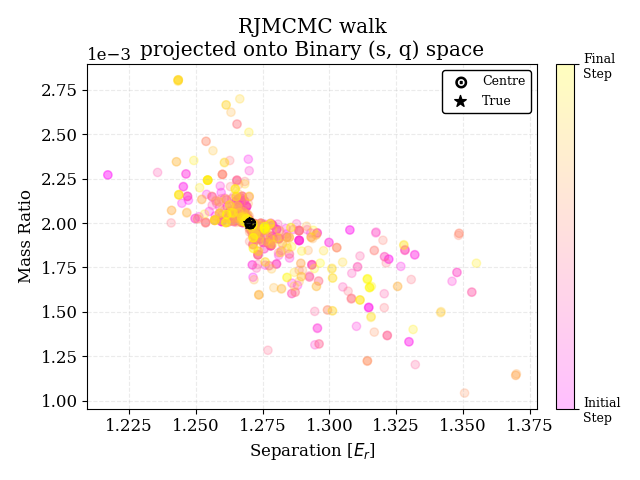 RJMCMC walk
projected onto Binary (s, q) space
1e−3
Centre
True
Final
Step
2.75
2.50
2.25
2.00
1.75
1.50
1.25
1.00
Mass Ratio
Initial
Step
1.225 1.250 1.275 1.300 1.325 1.350 1.375
Separation [E_r]